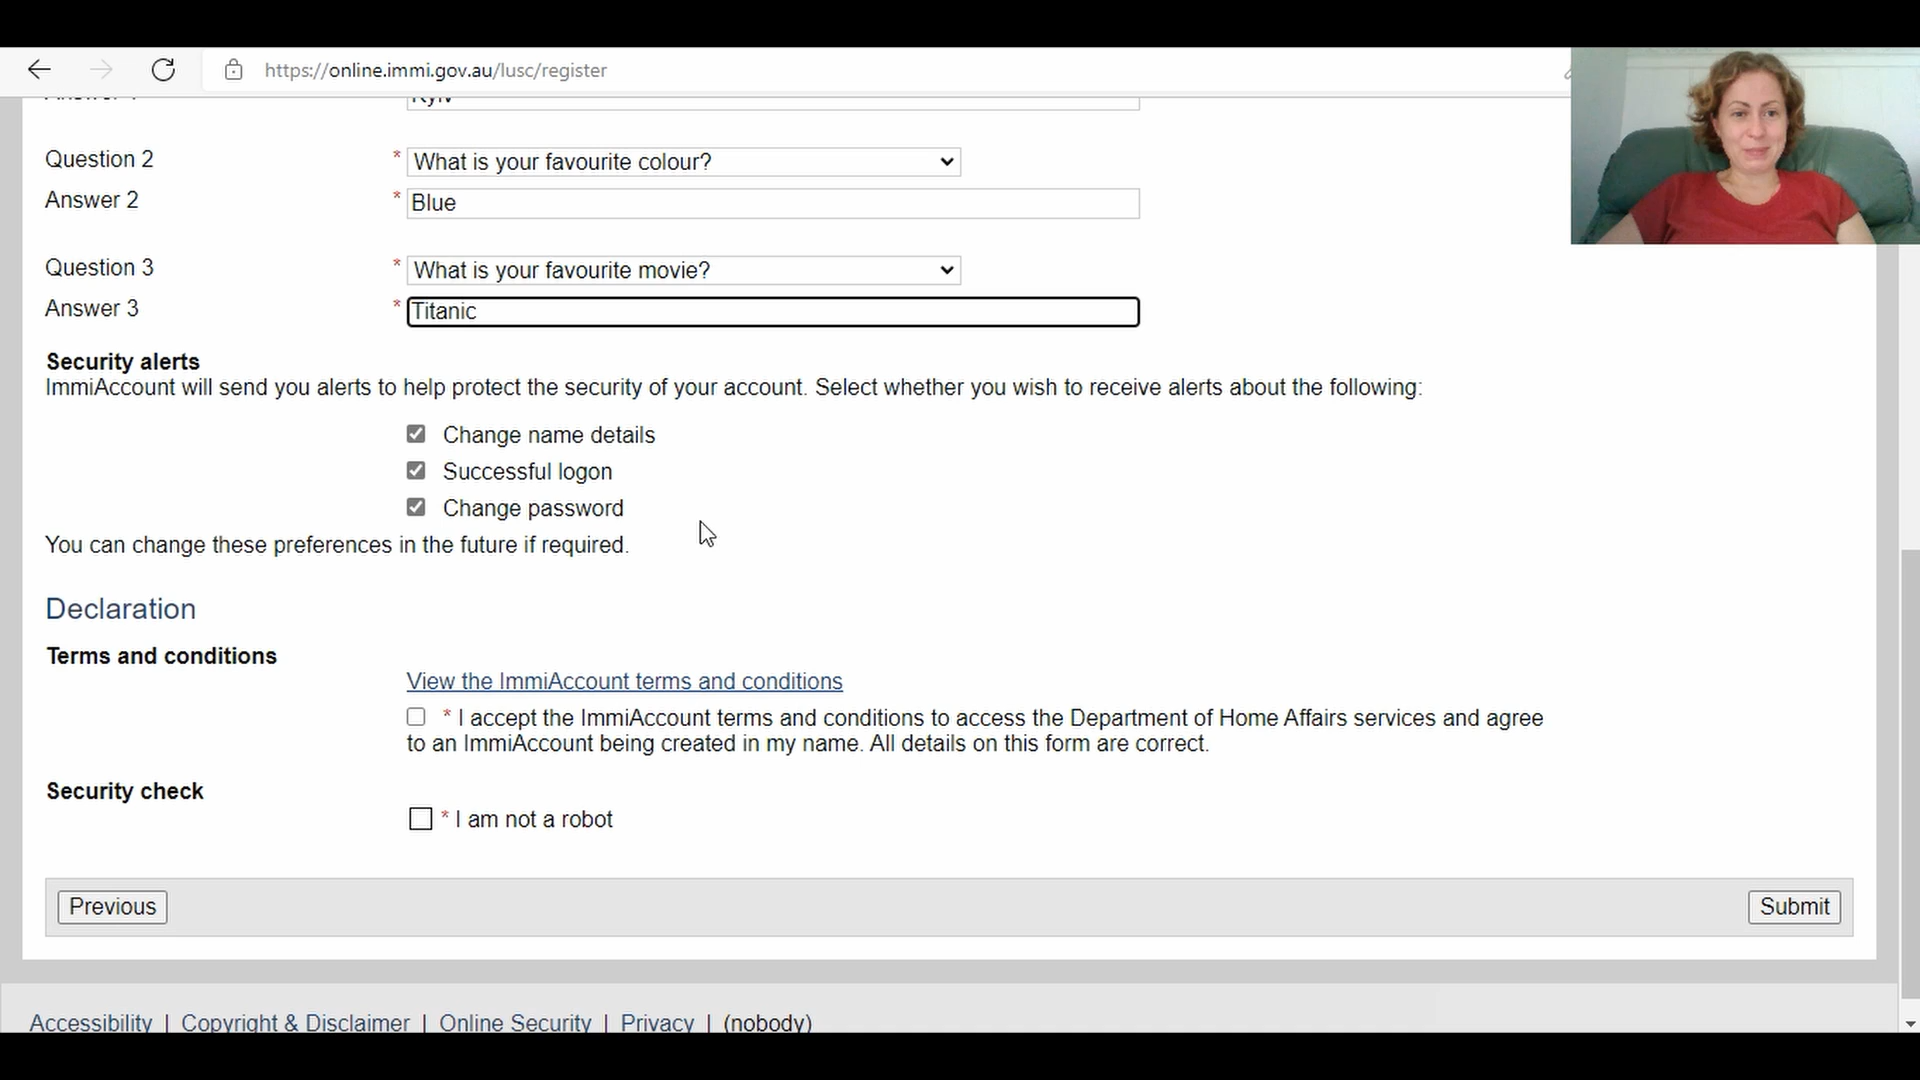 https://online.immi.gov.au/lusc/register
Question 2 * What is your favourite colour?
Answer 2 * Blue
Question 3 * What is your favourite movie?
Answer 3 * Titanic
Security alerts
ImmiAccount will send you alerts to help protect the security of your account. Select whether you wish to receive alerts about the following:
Change name details
Successful logon
Change password
You can change these preferences in the future if required.
Declaration
Terms and conditions
View the ImmiAccount terms and conditions
* I accept the ImmiAccount terms and conditions to access the Department of Home Affairs services and agree
to an ImmiAccount being created in my name. All details on this form are correct.
Security check
* I am not a robot
Previous Submit
Accessibility | Copyright & Disclaimer | Online Security | Privacy | (nobody)